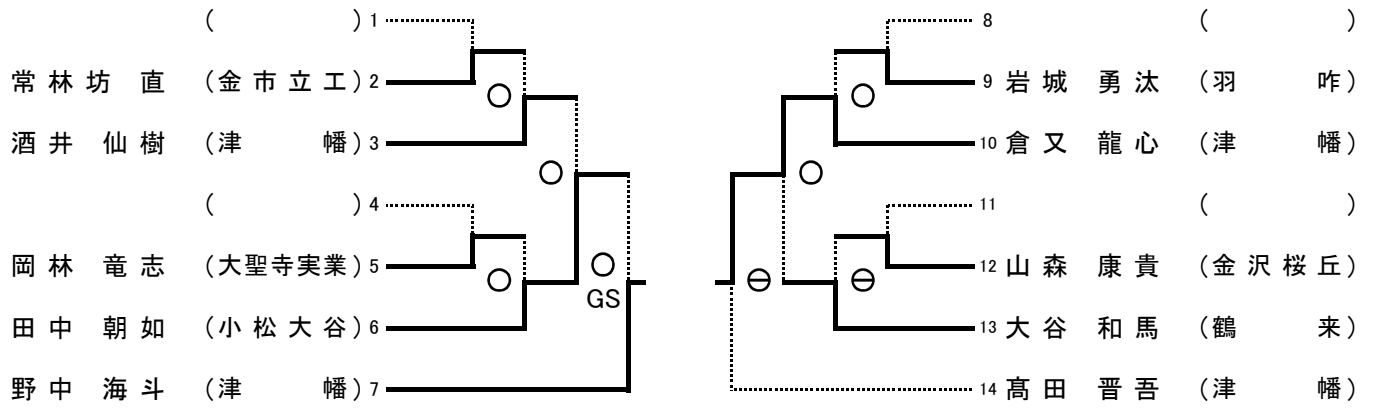 ( ) 1
常林坊 直 (金市立工) 2
酒井 仙樹 (津 幡) 3
( ) 4
岡林 竜志 (大聖寺実業) 5
田中 朝如 (小松大谷) 6
野中 海斗 (津 幡) 7
GS
8 ( )
9 岩城 勇汰 (羽 咋)
10 倉又 龍心 (津 幡)
11 ( )
12 山森 康貴 (金沢桜丘)
13 大谷 和馬 (鶴 来)
14 髙田 晋吾 (津 幡)